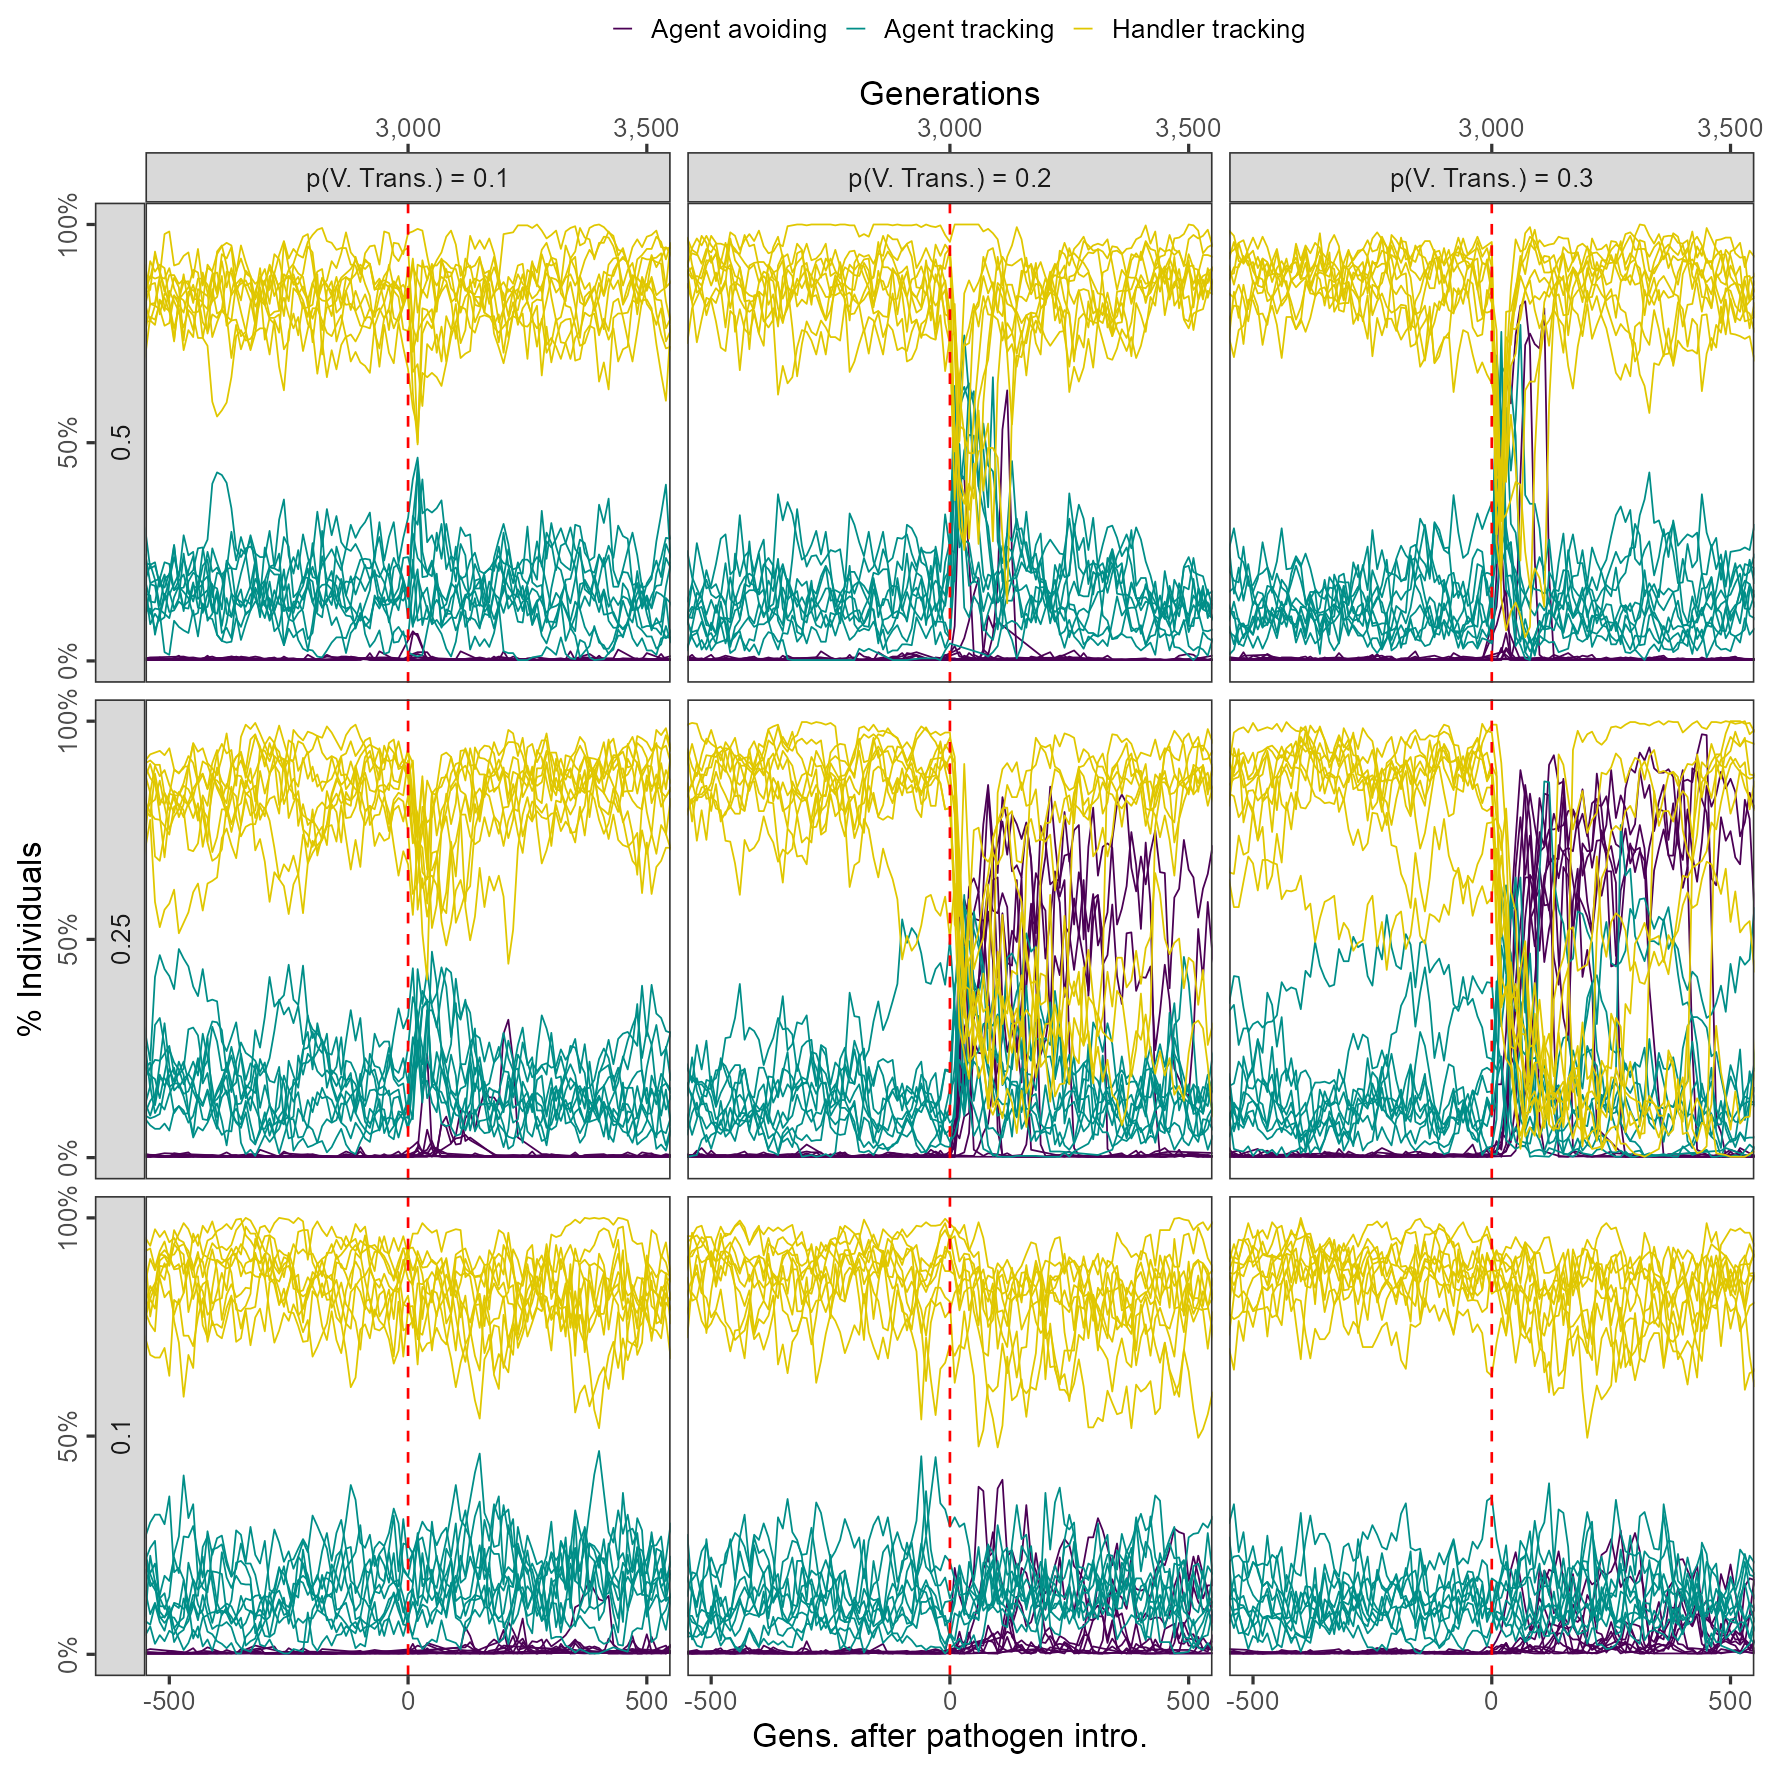 Agent avoiding Agent tracking Handler tracking
Generations
3,000 3,500 3,000 3,500 3,000 3,500
p(V. Trans.) = 0.1 p(V. Trans.) = 0.2 p(V. Trans.) = 0.3
100%
50%
0%
0.5
100%
50%
0%
0.25
100%
50%
0%
0.1
% Individuals
-500 0 500 -500 0 500 -500 0 500
Gens. after pathogen intro.